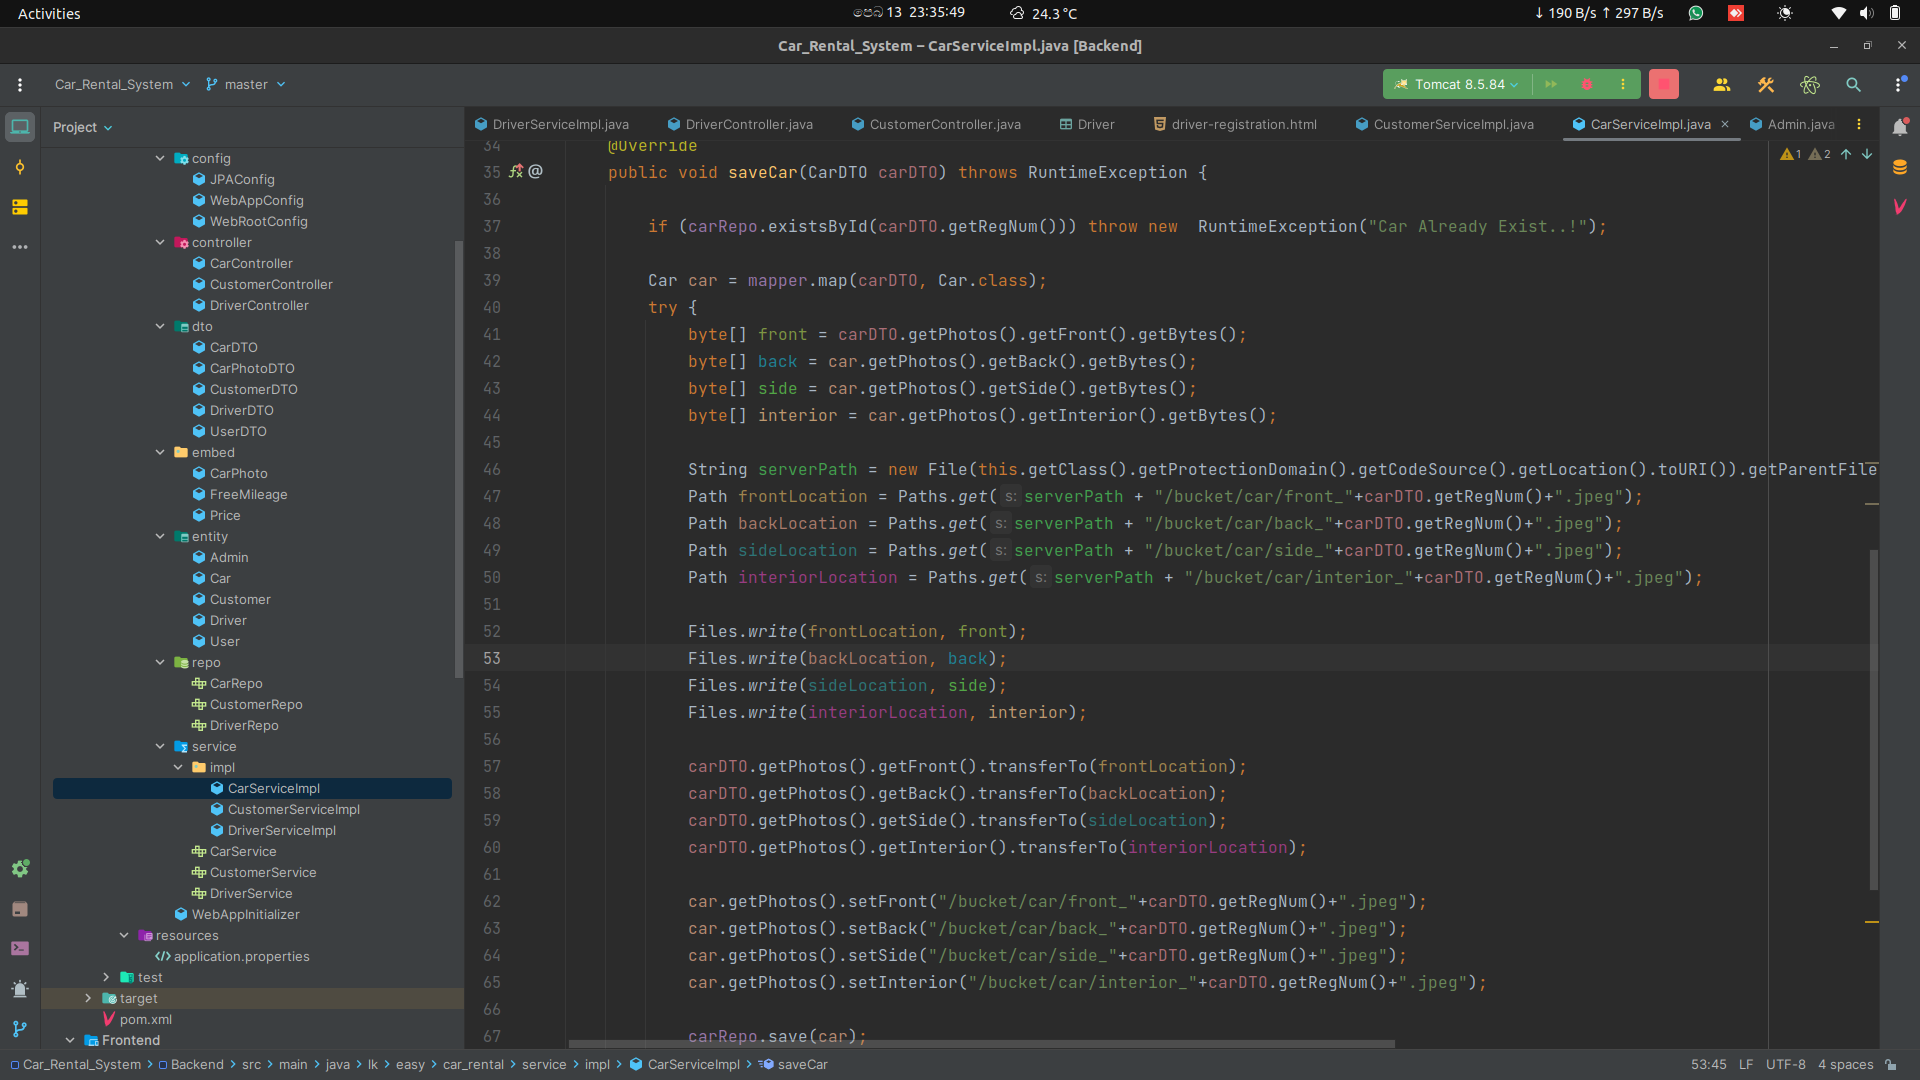 Activities
පෙබ 13 23:35:49
24.3 °C
↓ 190 B/s ↑ 297 B/s
Car_Rental_System – CarServiceImpl.java [Backend]
Car_Rental_System
master
Tomcat 8.5.84
Project
DriverServiceImpl.java
DriverController.java
CustomerController.java
Driver
driver-registration.html
CustomerServiceImpl.java
CarServiceImpl.java
Admin.java
config
JPAConfig
WebAppConfig
WebRootConfig
controller
CarController
CustomerController
DriverController
dto
CarDTO
CarPhotoDTO
CustomerDTO
DriverDTO
UserDTO
embed
CarPhoto
FreeMileage
Price
entity
Admin
Car
Customer
Driver
User
repo
CarRepo
CustomerRepo
DriverRepo
service
impl
CarServiceImpl
CustomerServiceImpl
DriverServiceImpl
CarService
CustomerService
DriverService
WebAppInitializer
resources
application.properties
test
target
pom.xml
Frontend
1 2
34 @Override
35 public void saveCar(CarDTO carDTO) throws RuntimeException {
36
37 if (carRepo.existsById(carDTO.getRegNum())) throw new  RuntimeException("Car Already Exist..!");
38
39 Car car = mapper.map(carDTO, Car.class);
40 try {
41 byte[] front = carDTO.getPhotos().getFront().getBytes();
42 byte[] back = car.getPhotos().getBack().getBytes();
43 byte[] side = car.getPhotos().getSide().getBytes();
44 byte[] interior = car.getPhotos().getInterior().getBytes();
45
46 String serverPath = new File(this.getClass().getProtectionDomain().getCodeSource().getLocation().toURI()).getParentFile
47 Path frontLocation = Paths.get( s: serverPath + "/bucket/car/front_"+carDTO.getRegNum()+".jpeg");
48 Path backLocation = Paths.get( s: serverPath + "/bucket/car/back_"+carDTO.getRegNum()+".jpeg");
49 Path sideLocation = Paths.get( s: serverPath + "/bucket/car/side_"+carDTO.getRegNum()+".jpeg");
50 Path interiorLocation = Paths.get( s: serverPath + "/bucket/car/interior_"+carDTO.getRegNum()+".jpeg");
51
52 Files.write(frontLocation, front);
53 Files.write(backLocation, back);
54 Files.write(sideLocation, side);
55 Files.write(interiorLocation, interior);
56
57 carDTO.getPhotos().getFront().transferTo(frontLocation);
58 carDTO.getPhotos().getBack().transferTo(backLocation);
59 carDTO.getPhotos().getSide().transferTo(sideLocation);
60 carDTO.getPhotos().getInterior().transferTo(interiorLocation);
61
62 car.getPhotos().setFront("/bucket/car/front_"+carDTO.getRegNum()+".jpeg");
63 car.getPhotos().setBack("/bucket/car/back_"+carDTO.getRegNum()+".jpeg");
64 car.getPhotos().setSide("/bucket/car/side_"+carDTO.getRegNum()+".jpeg");
65 car.getPhotos().setInterior("/bucket/car/interior_"+carDTO.getRegNum()+".jpeg");
66
67 carRepo.save(car);
Car_Rental_System > Backend > src > main > java > lk > easy > car_rental > service > impl > CarServiceImpl > saveCar
53:45 LF UTF-8 4 spaces